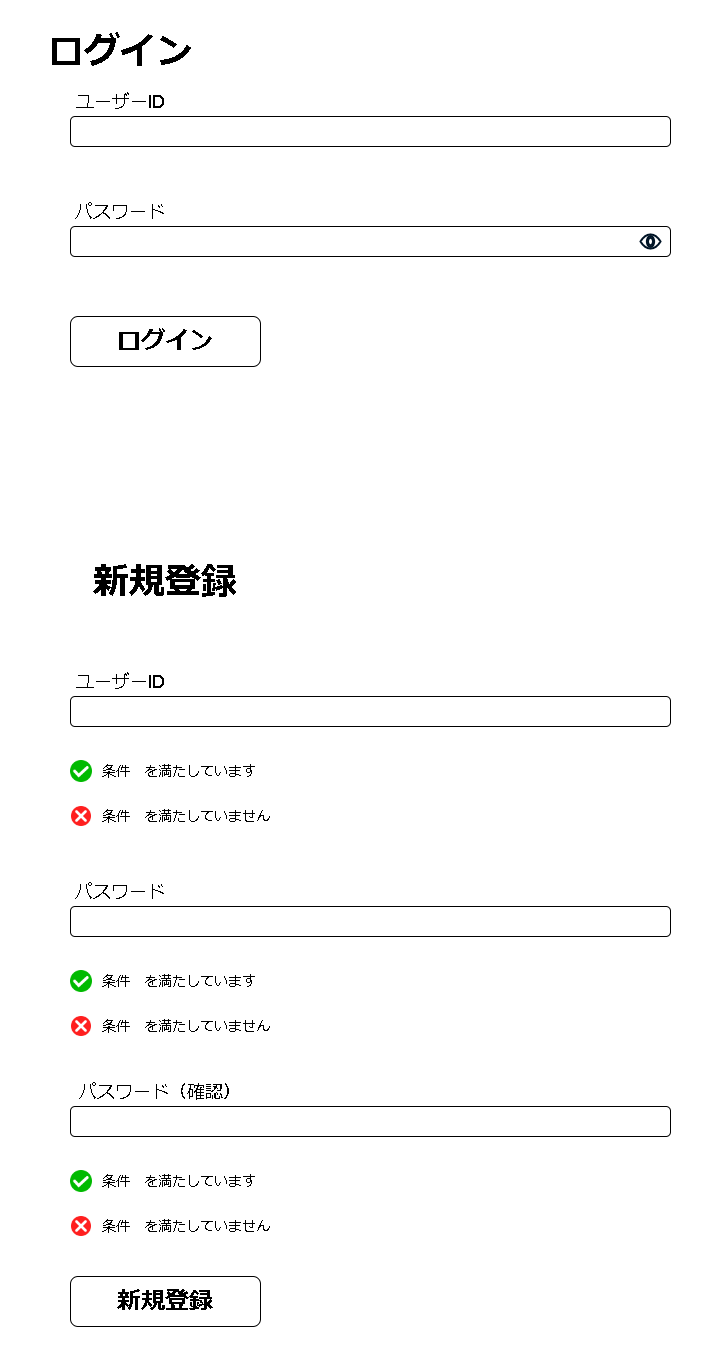 ログイン
ユーザーID
パスワード
ログイン
新規登録
ユーザーID
条件　を満たしています
条件　を満たしていません
パスワード
条件　を満たしています
条件　を満たしていません
パスワード（確認）
条件　を満たしています
条件　を満たしていません
新規登録